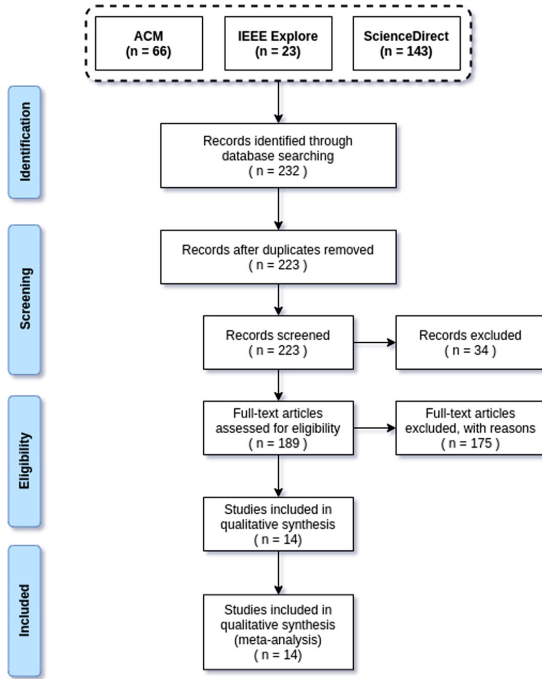 ACM
(n = 66)
IEEE Explore
(n = 23)
ScienceDirect
(n = 143)
Identification
Records identified through
database searching
( n = 232 )
Screening
Records after duplicates removed
( n = 223 )
Records screened
( n = 223 )
Records excluded
( n = 34 )
Eligibility
Full-text articles
assessed for eligibility
( n = 189 )
Full-text articles
excluded, with reasons
( n = 175 )
Studies included in
qualitative synthesis
( n = 14)
Included
Studies included in
qualitative synthesis
(meta-analysis)
( n = 14)